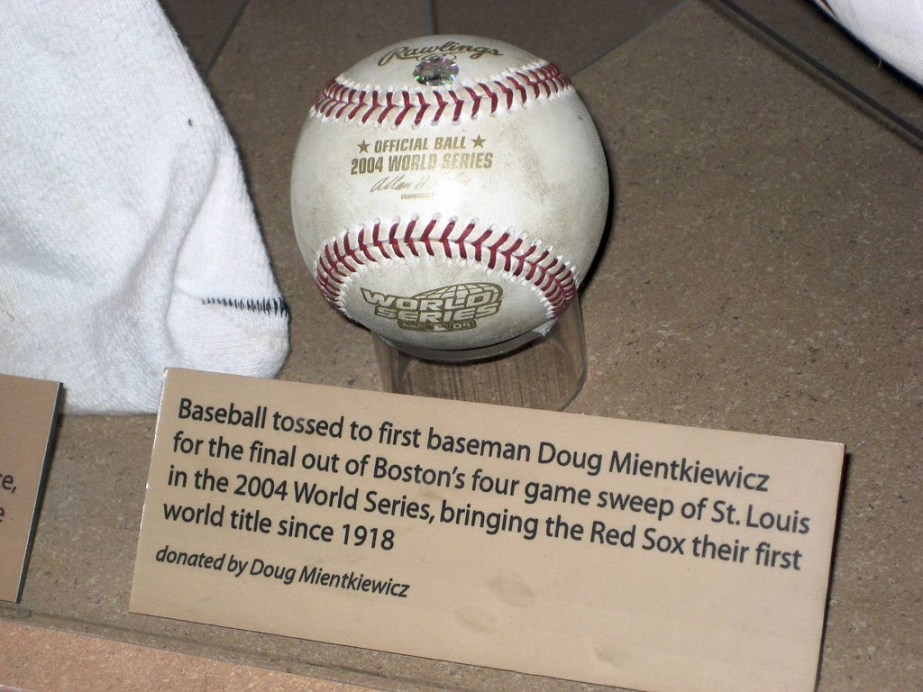 Rawlings
★ OFFICIAL BALL ★
2004 WORLD SERIES
WORLD
SERIES
04
Baseball tossed to first baseman Doug Mientkiewicz
for the final out of Boston's four game sweep of St. Louis
in the 2004 World Series, bringing the Red Sox their first
world title since 1918
donated by Doug Mientkiewicz